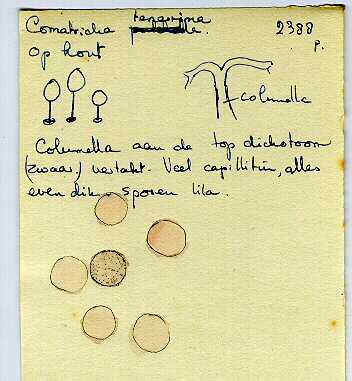 Comatricha tenerrima
2388
P.
Op hout
columella
Columella aan de top dichotoom
(zwaar) vertakt. Veel capillitium, alles
even dik - sporen lila.